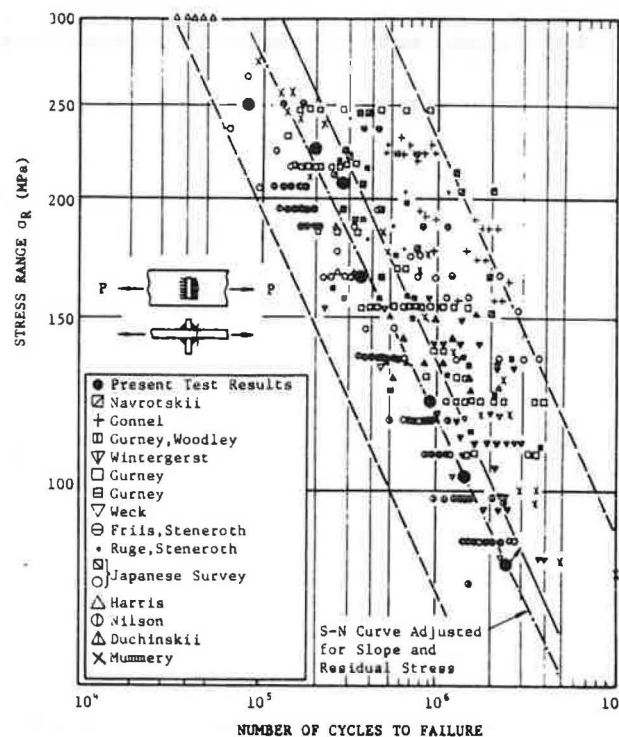 300
250
200
150
100
STRESS RANGE σR (MPa)
P
P
Present Test Results
Navrotskii
Gonnel
Gurney, Woodley
Wintergerst
Gurney
Gurney
Weck
Friis, Steneroth
Ruge, Steneroth
Japanese Survey
Harris
Nilson
Duchinskii
Mummery
S-N Curve Adjusted
for Slope and
Residual Stress
10⁴
10⁵
10⁶
10
NUMBER OF CYCLES TO FAILURE